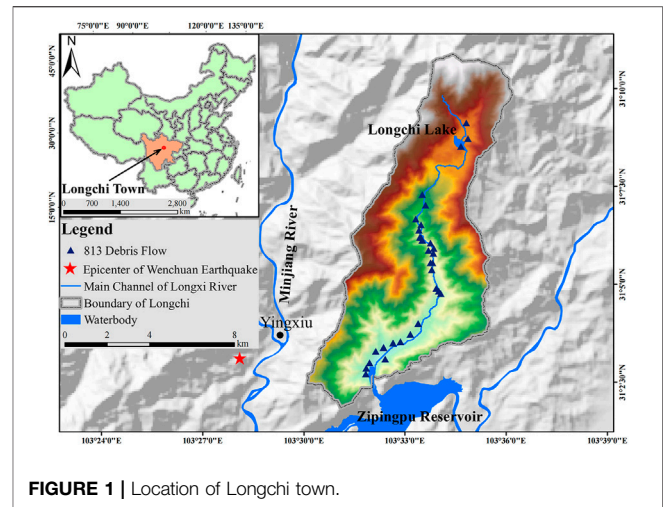 75°0'0"E 105°0'0"E 120°0'0"E 135°0'0"E
N
45°0'0"N
30°0'0"N
15°0'0"N
Longchi Town
0 700 1,400 2,800
km
Legend
813 Debris Flow
Epicenter of Wenchuan Earthquake
Main Channel of Longxi River
Boundary of Longchi
Waterbody
0 2 4 8
km
Minjiang River
Yingxiu
Longchi Lake
Zipingpu Reservoir
31°10'0"N
31°7'30"N
31°5'0"N
31°2'30"N
103°24'0"E 103°27'0"E 103°30'0"E 103°33'0"E 103°36'0"E 103°39'0"E
FIGURE 1 | Location of Longchi town.